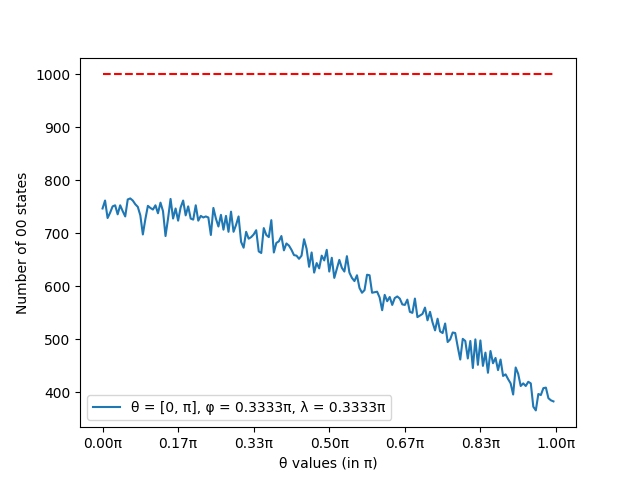 1000
900
800
700
600
500
400
Number of 00 states
θ = [0, π], φ = 0.3333π, λ = 0.3333π
0.00π 0.17π 0.33π 0.50π 0.67π 0.83π 1.00π
θ values (in π)